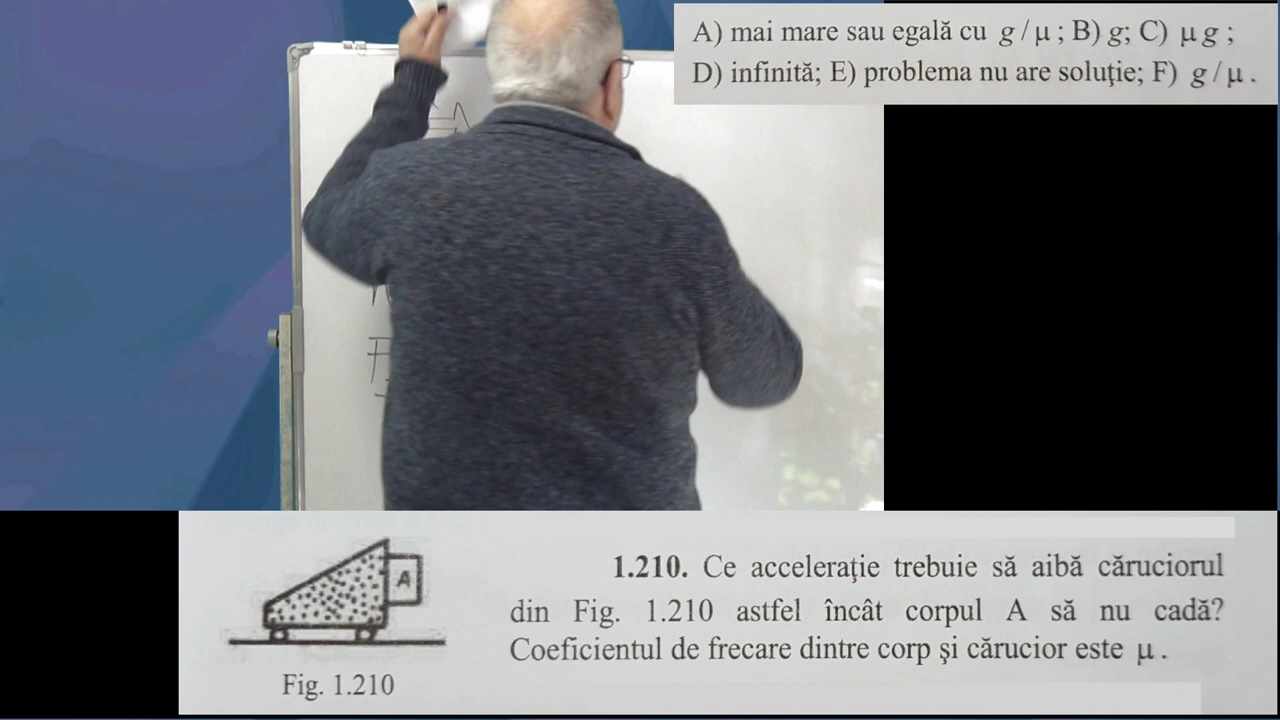 A) mai mare sau egală cu g/μ; B) g; C) μg;
D) infinită; E) problema nu are soluţie; F) g/μ.
A
1.210. Ce acceleraţie trebuie să aibă căruciorul
din Fig. 1.210 astfel încât corpul A să nu cadă?
Coeficientul de frecare dintre corp şi cărucior este μ.
Fig. 1.210